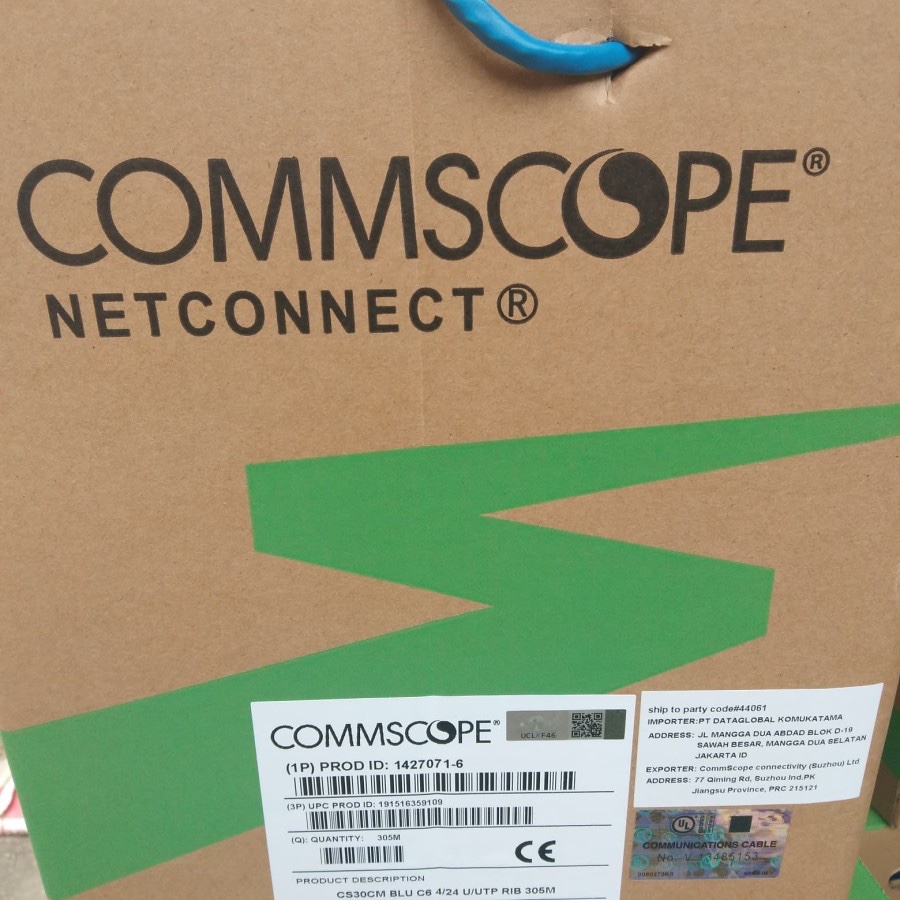 COMMSCOPE®
NETCONNECT®
COMMSCOPE®
(1P) PROD ID: 1427071-6
(3P) UPC PROD ID: 191516359109
(Q): QUANTITY: 305M
CE
PRODUCT DESCRIPTION
CS30CM BLU C6 4/24 U/UTP RIB 305M
ship to party code#44061
IMPORTER:PT DATAGLOBAL KOMUKATAMA
ADDRESS: JL MANGGA DUA ABDAD BLOK D-19
SAWAH BESAR, MANGGA DUA SELATAN
JAKARTA ID
EXPORTER: CommScope connectivity (Suzhou) Ltd
ADDRESS: 77 Qiming Rd, Suzhou Ind.PK
Jiangsu Province, PRC 215121
UL
COMMUNICATIONS CABLE